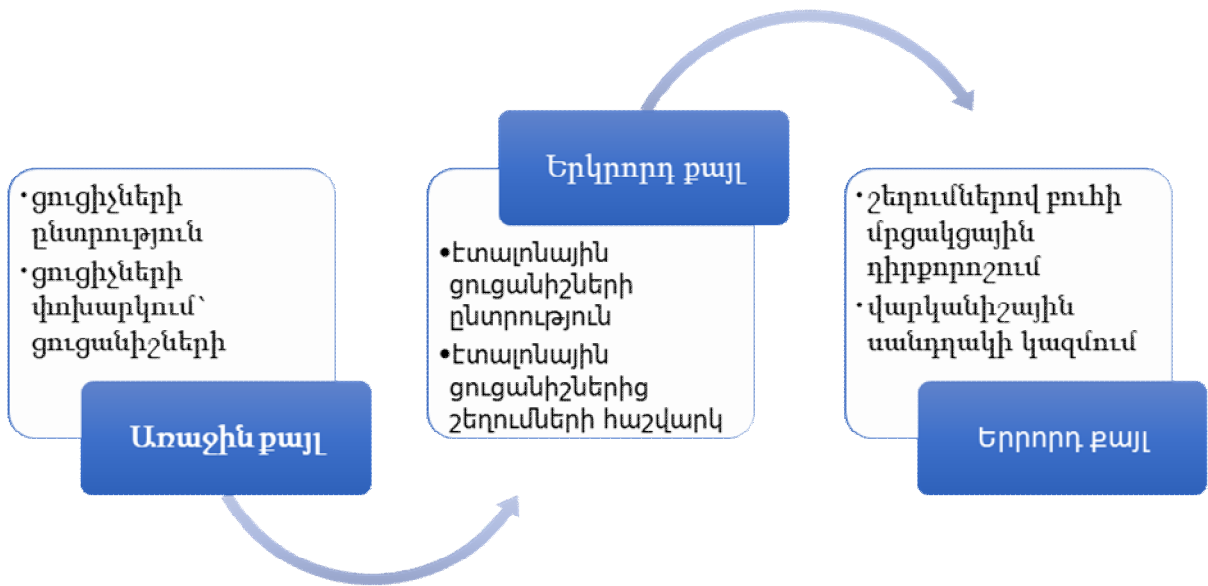 ·ցուցիչների
ընտրություն
·ցուցիչների
փոխարկում՝
ցուցանիշների
Առաջին քայլ
Երկրորդ քայլ
•էտալոնային
ցուցանիշների
ընտրություն
•էտալոնային
ցուցանիշներից
շեղումների հաշվարկ
·շեղումներով բուհի
մրցակցային
դիրքորոշում
·վարկանիշային
սանդղակի կազմում
Երրորդ քայլ